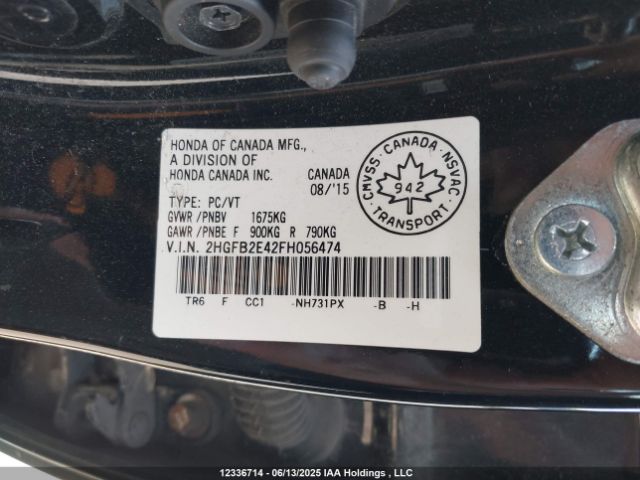 HONDA OF CANADA MFG.,
A DIVISION OF
HONDA CANADA INC.
CANADA
08/'15
TYPE: PC/VT
GVWR /PNBV 1675KG
GAWR /PNBE F 900KG R 790KG
V.I.N. 2HGFB2E42FH056474
TR6 F CC1 -NH731PX -B -H
CMVSS · CANADA · NSVAC
942
TRANSPORT
12336714 - 06/13/2025 IAA Holdings , LLC